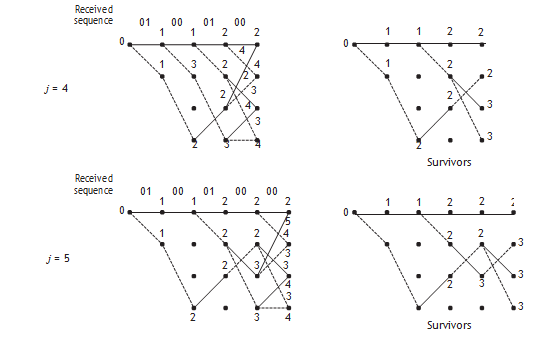 Received
sequence
01 00 01 00
0 1 1 2 2
4
1 3 2 4
2
2 3
4
3
2 3 4
j = 4
0 1 1 2 2
1 2
2
3
2 3
Survivors
Received
sequence
01 00 01 00 00
0 1 1 2 2 2
5
1 2 2 4
3
2 3 3
4
3
2 3 4
j = 5
0 1 1 2 2 2
2 2 3
2 3 3
3
Survivors